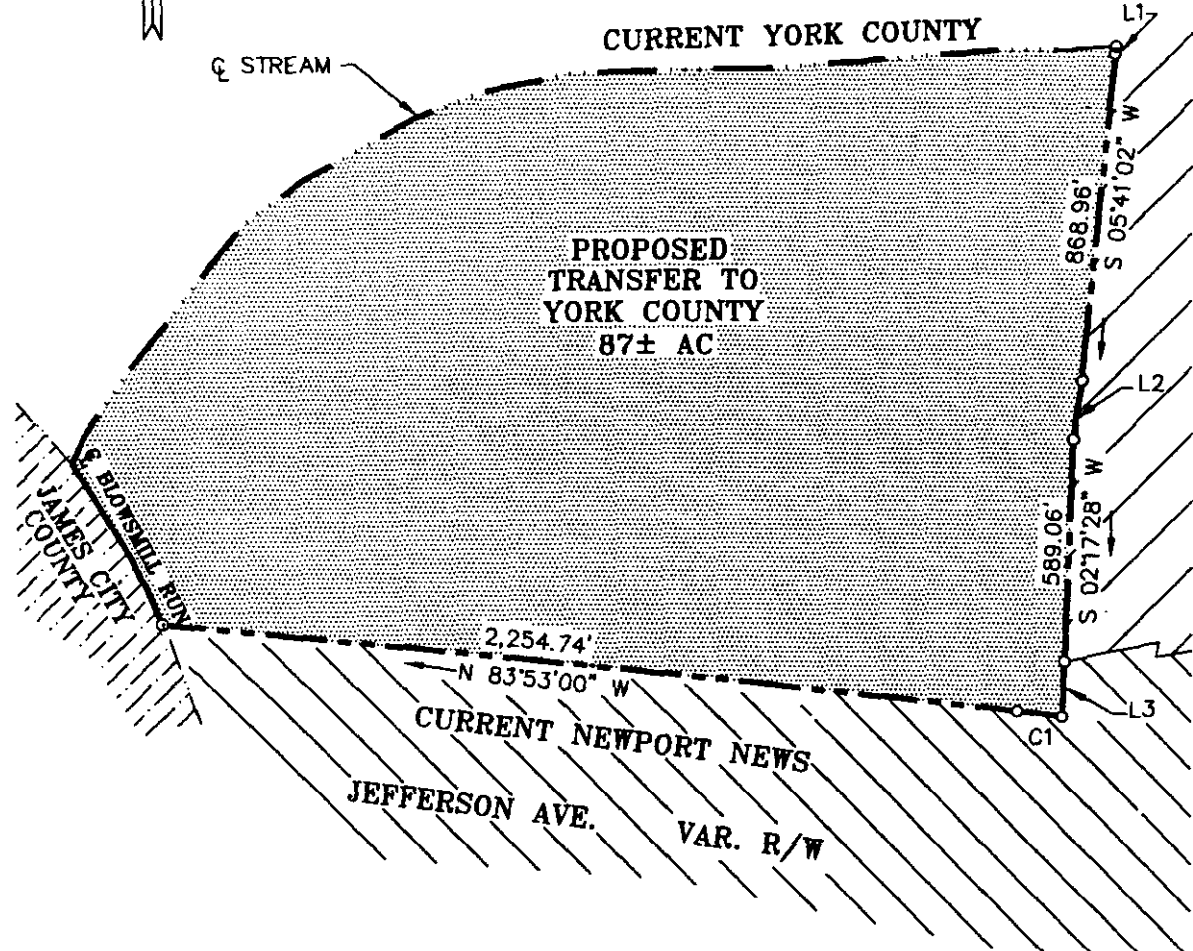 L1
CURRENT YORK COUNTY
℄ STREAM
868.96'
S 05°41'02" W
PROPOSED
TRANSFER TO
YORK COUNTY
87± AC
L2
℄ BLOWSMILL RUN
JAMES CITY
COUNTY
589.06'
S 02°17'28" W
2,254.74'
N 83°53'00" W
L3
C1
CURRENT NEWPORT NEWS
JEFFERSON AVE. VAR. R/W